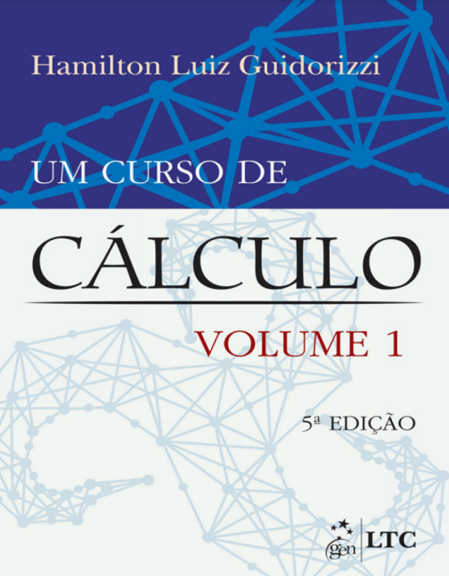 Hamilton Luiz Guidorizzi
UM CURSO DE
CÁLCULO
VOLUME 1
5ª EDIÇÃO
gen LTC